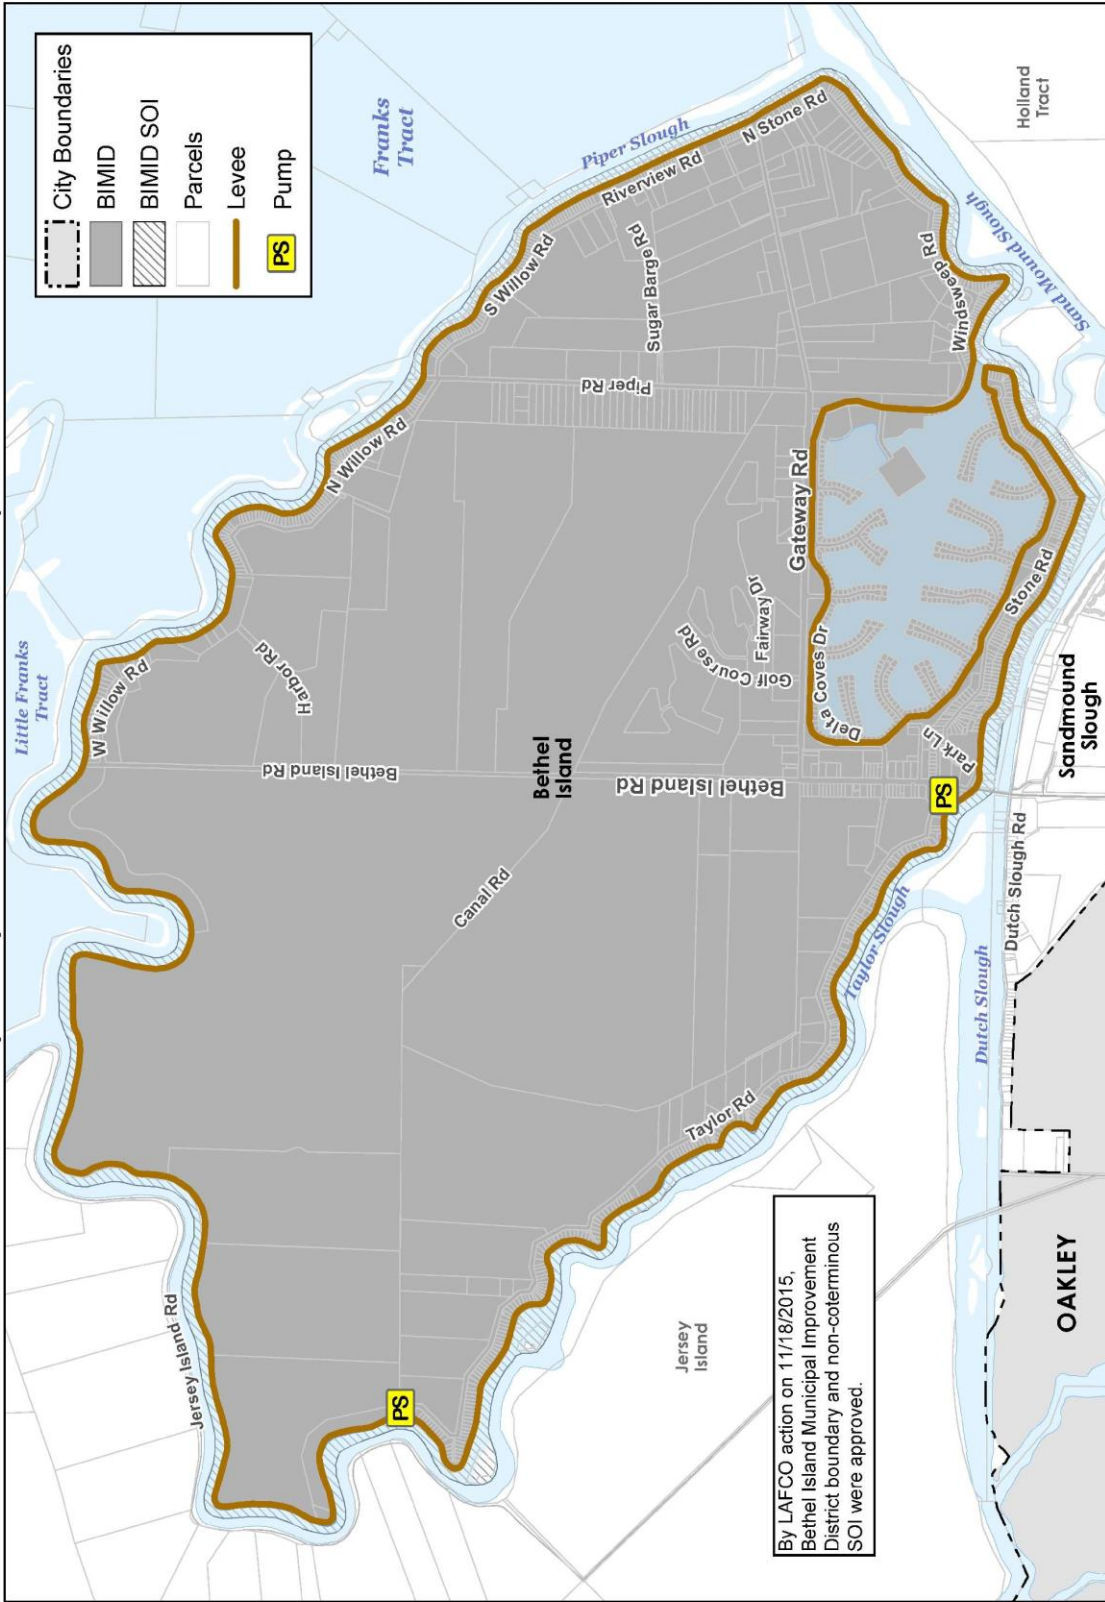 City Boundaries
BIMID
BIMID SOI
Parcels
Levee
PS
Pump
Little Franks
Tract
Franks
Tract
W Willow Rd
Harbor Rd
N Willow Rd
S Willow Rd
Piper Slough
Riverview Rd
N Stone Rd
Sugar Barge Rd
Piper Rd
Holland
Tract
Jersey Island Rd
Bethel Island Rd
Canal Rd
Bethel
Island
Bethel Island Rd
Golf Course Rd
Fairway Dr
Gateway Rd
Delta Coves Dr
Windsweep Rd
Sand Mound Slough
Stone Rd
Park Ln
PS
PS
Taylor Rd
Taylor Slough
Jersey
Island
Dutch Slough
Dutch Slough Rd
Sandmound
Slough
OAKLEY
By LAFCO action on 11/18/2015,
Bethel Island Municipal Improvement
District boundary and non-coterminous
SOI were approved.